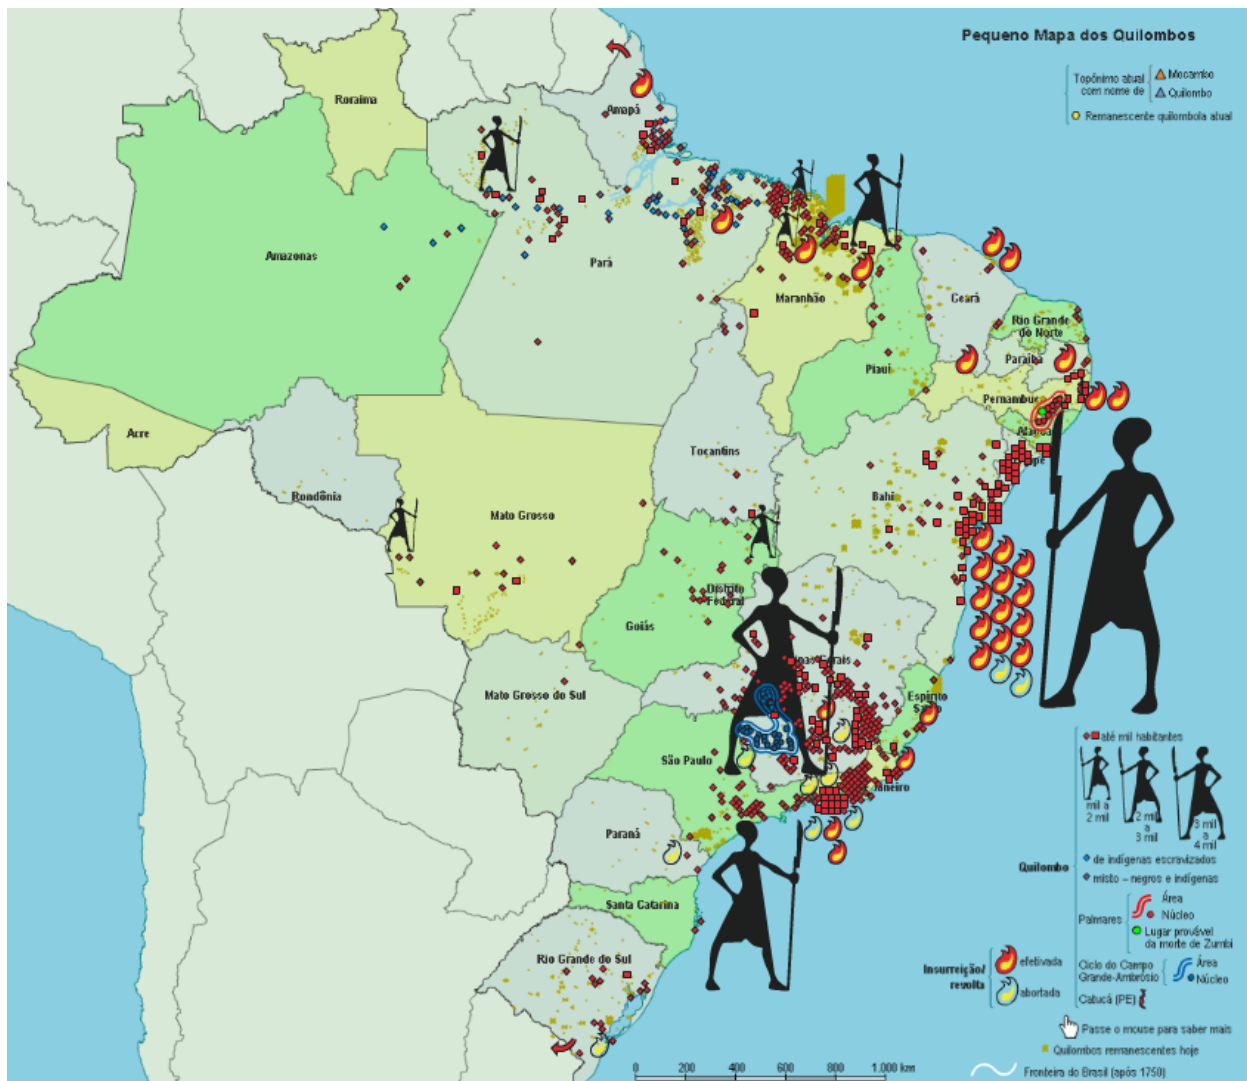 Pequeno Mapa dos Quilombos
Topônimo atual
com nome de
Mocambo
Quilombo
Remanescente quilombola atual
Roraima
Amapá
Amazonas
Pará
Maranhão
Ceará
Rio Grande
do Norte
Paraíba
Piauí
Pernambuc
Acre
Tocantins
Rondônia
Mato Grosso
Bahi
Distrito
Federal
Goiás
Mato Grosso do Sul
Espírito
São Paulo
Janeiro
Paraná
Santa Catarina
Rio Grande do Sul
até mil habitantes
mil a
2 mil
2 mil
a
3 mil
3 mil
a
4 mil
Quilombo
de indígenas escravizados
misto – negros e indígenas
Palmares
Área
Núcleo
Lugar provável
da morte de Zumbi
Insurreição/
revolta
efetivada
abortada
Ciclo do Campo
Grande-Ambrósio
Área
Núcleo
Catucá (PE)
Passe o mouse para saber mais
Quilombos remanescentes hoje
Fronteira do Brasil (após 1750)
0 200 400 600 800 1.000 km